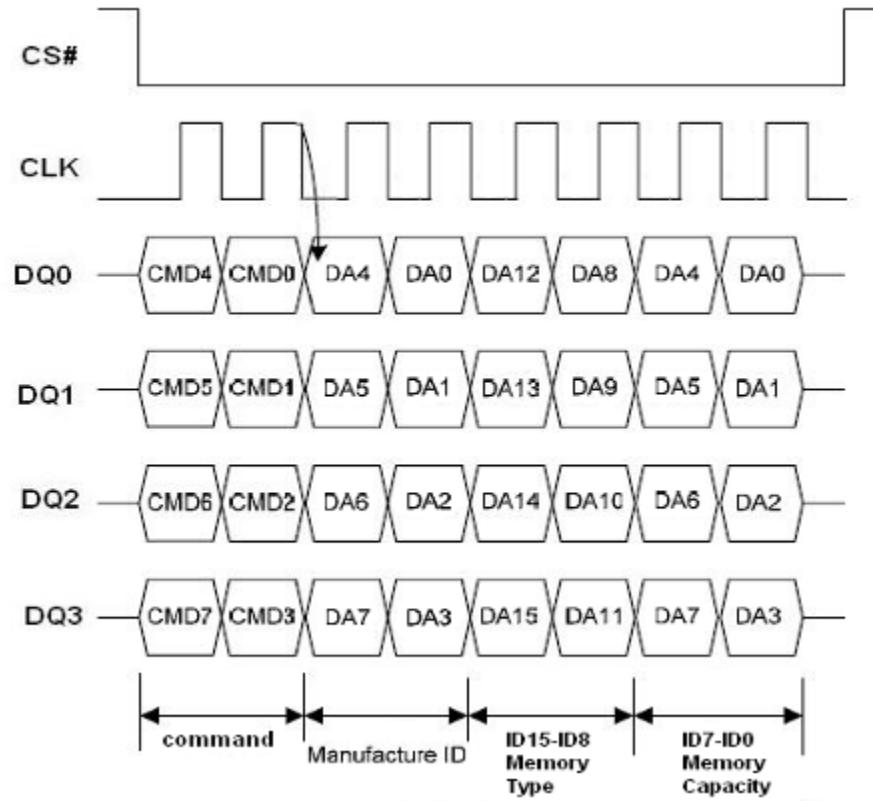 CS#
CLK
DQ0 CMD4 CMD0 DA4 DA0 DA12 DA8 DA4 DA0
DQ1 CMD5 CMD1 DA5 DA1 DA13 DA9 DA5 DA1
DQ2 CMD6 CMD2 DA6 DA2 DA14 DA10 DA6 DA2
DQ3 CMD7 CMD3 DA7 DA3 DA15 DA11 DA7 DA3
command
Manufacture ID
ID15-ID8
Memory
Type
ID7-ID0
Memory
Capacity